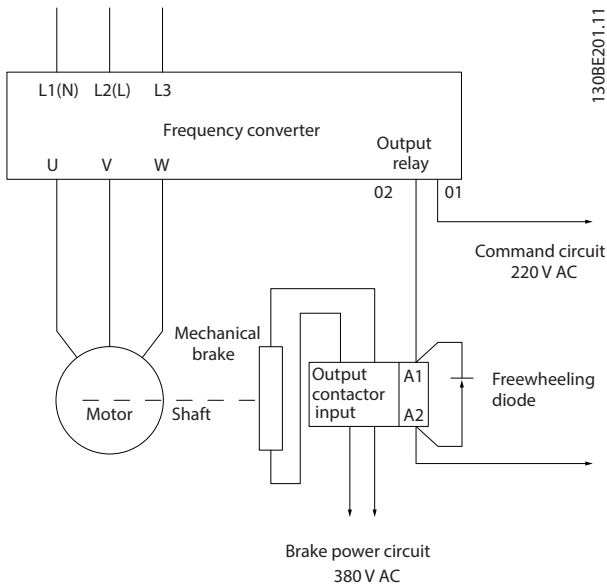 130BE201.11
L1(N) L2(L) L3
Frequency converter
Output
relay
U V W
02 01
Command circuit
220 V AC
Mechanical
brake
Output
contactor
input
A1
A2
Freewheeling
diode
Motor
Shaft
Brake power circuit
380 V AC